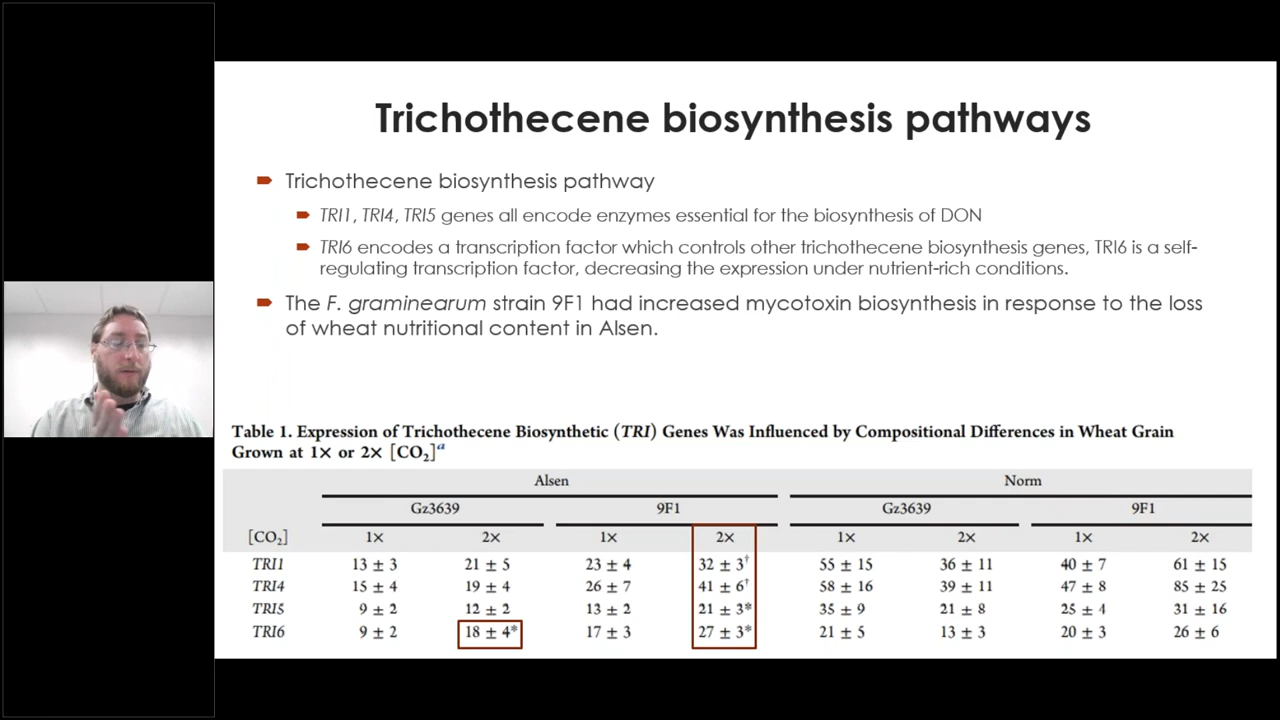 Trichothecene biosynthesis pathways
Trichothecene biosynthesis pathway
TRI1, TRI4, TRI5 genes all encode enzymes essential for the biosynthesis of DON
TRI6 encodes a transcription factor which controls other trichothecene biosynthesis genes, TRI6 is a self-
regulating transcription factor, decreasing the expression under nutrient-rich conditions.
The F. graminearum strain 9F1 had increased mycotoxin biosynthesis in response to the loss
of wheat nutritional content in Alsen.
Table 1. Expression of Trichothecene Biosynthetic (TRI) Genes Was Influenced by Compositional Differences in Wheat Grain
Grown at 1× or 2× [CO₂]ᵃ
Alsen Norm
Gz3639 9F1 Gz3639 9F1
[CO₂] 1× 2× 1× 2× 1× 2× 1× 2×
TRI1 13 ± 3 21 ± 5 23 ± 4 32 ± 3† 55 ± 15 36 ± 11 40 ± 7 61 ± 15
TRI4 15 ± 4 19 ± 4 26 ± 7 41 ± 6† 58 ± 16 39 ± 11 47 ± 8 85 ± 25
TRI5 9 ± 2 12 ± 2 13 ± 2 21 ± 3* 35 ± 9 21 ± 8 25 ± 4 31 ± 16
TRI6 9 ± 2 18 ± 4* 17 ± 3 27 ± 3* 21 ± 5 13 ± 3 20 ± 3 26 ± 6